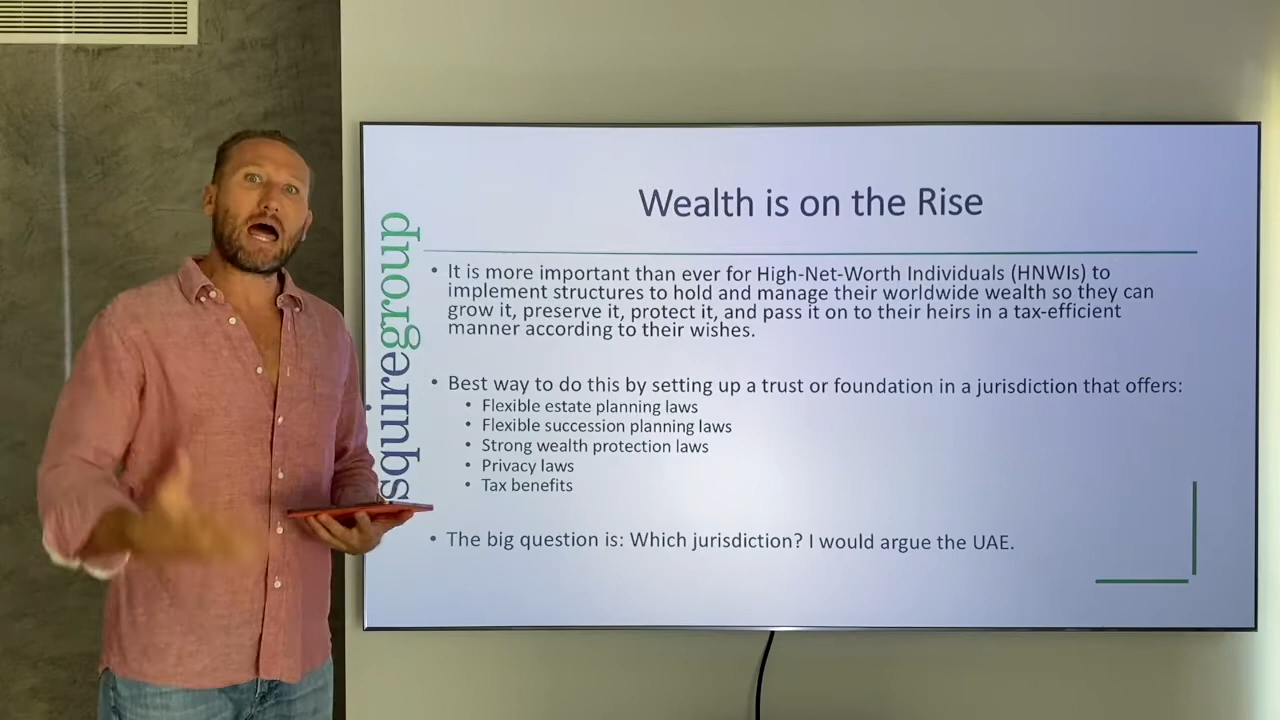 Wealth is on the Rise
• It is more important than ever for High-Net-Worth Individuals (HNWIs) to
implement structures to hold and manage their worldwide wealth so they can
grow it, preserve it, protect it, and pass it on to their heirs in a tax-efficient
manner according to their wishes.
• Best way to do this by setting up a trust or foundation in a jurisdiction that offers:
• Flexible estate planning laws
• Flexible succession planning laws
• Strong wealth protection laws
• Privacy laws
• Tax benefits
• The big question is: Which jurisdiction? I would argue the UAE.
squiregroup